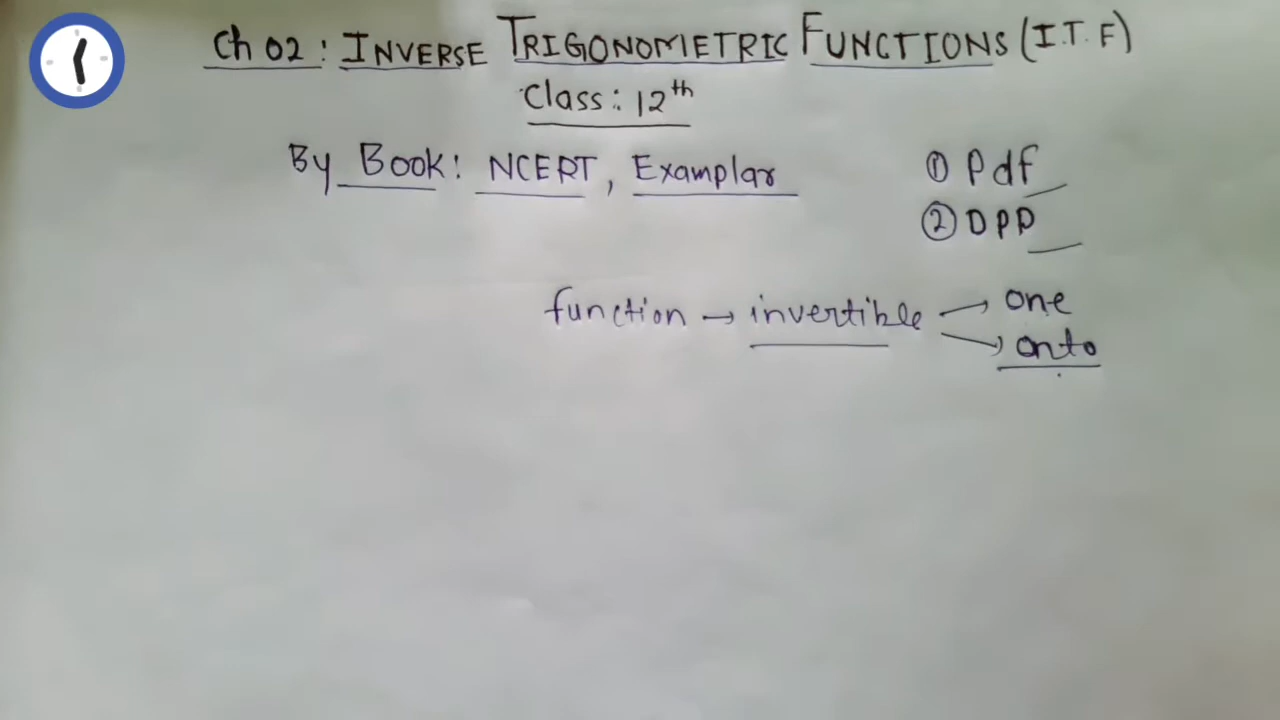 Ch 02 : INVERSE TRIGONOMETRIC FUNCTIONS (I.T.F)
Class : 12th
By Book : NCERT, Examplar
① Pdf
② DPP
function → invertible → one
→ onto